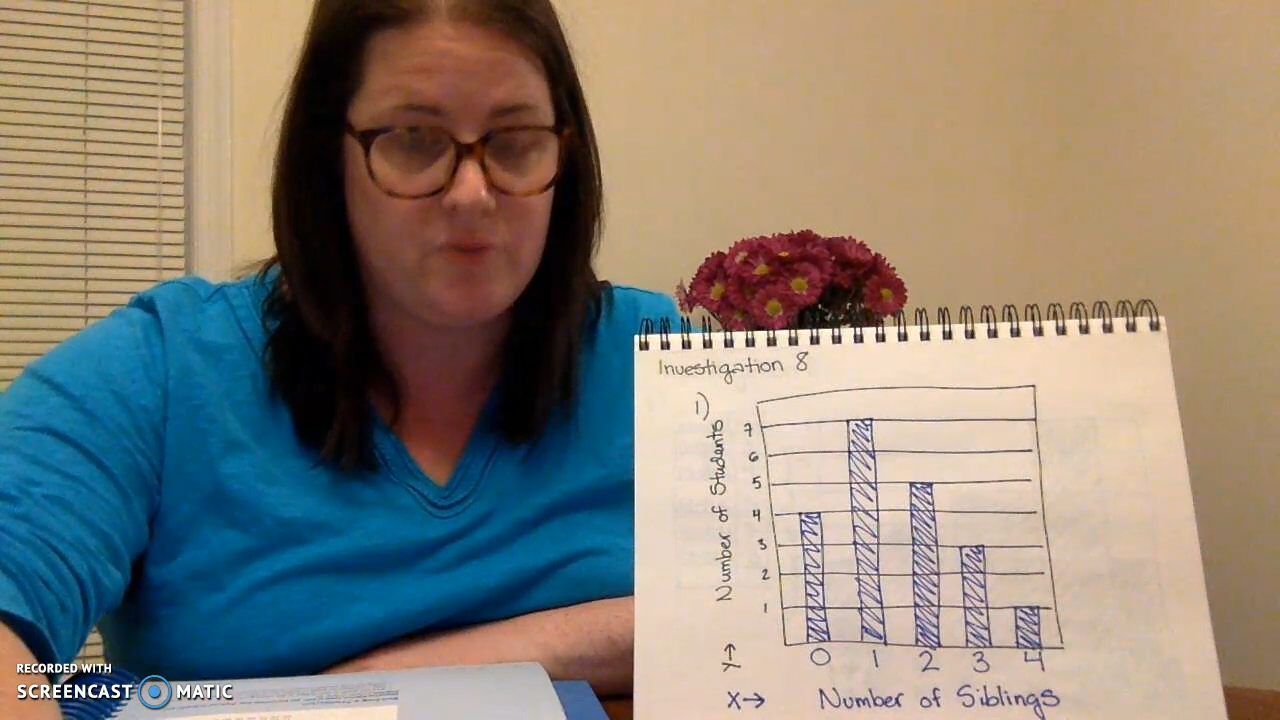 Investigation 8
1)
Number of Students
7
6
5
4
3
2
1
0 1 2 3 4
y→
x→ Number of Siblings
RECORDED WITH
SCREENCAST MATIC